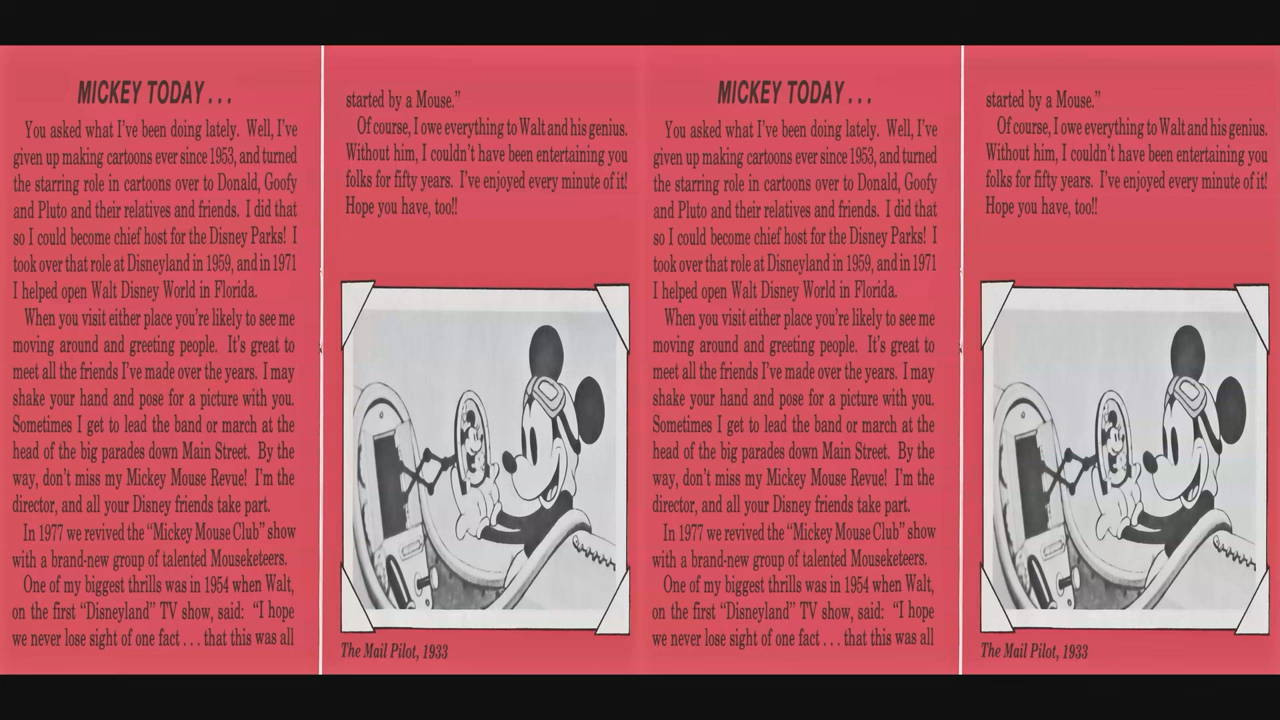 MICKEY TODAY . . .
You asked what I've been doing lately. Well, I've
given up making cartoons ever since 1953, and turned
the starring role in cartoons over to Donald, Goofy
and Pluto and their relatives and friends. I did that
so I could become chief host for the Disney Parks! I
took over that role at Disneyland in 1959, and in 1971
I helped open Walt Disney World in Florida.
When you visit either place you're likely to see me
moving around and greeting people. It's great to
meet all the friends I've made over the years. I may
shake your hand and pose for a picture with you.
Sometimes I get to lead the band or march at the
head of the big parades down Main Street. By the
way, don't miss my Mickey Mouse Revue! I'm the
director, and all your Disney friends take part.
In 1977 we revived the “Mickey Mouse Club” show
with a brand-new group of talented Mouseketeers.
One of my biggest thrills was in 1954 when Walt,
on the first “Disneyland” TV show, said: “I hope
we never lose sight of one fact . . . that this was all
started by a Mouse.”
Of course, I owe everything to Walt and his genius.
Without him, I couldn't have been entertaining you
folks for fifty years. I've enjoyed every minute of it!
Hope you have, too!!
The Mail Pilot, 1933
MICKEY TODAY . . .
You asked what I've been doing lately. Well, I've
given up making cartoons ever since 1953, and turned
the starring role in cartoons over to Donald, Goofy
and Pluto and their relatives and friends. I did that
so I could become chief host for the Disney Parks! I
took over that role at Disneyland in 1959, and in 1971
I helped open Walt Disney World in Florida.
When you visit either place you're likely to see me
moving around and greeting people. It's great to
meet all the friends I've made over the years. I may
shake your hand and pose for a picture with you.
Sometimes I get to lead the band or march at the
head of the big parades down Main Street. By the
way, don't miss my Mickey Mouse Revue! I'm the
director, and all your Disney friends take part.
In 1977 we revived the “Mickey Mouse Club” show
with a brand-new group of talented Mouseketeers.
One of my biggest thrills was in 1954 when Walt,
on the first “Disneyland” TV show, said: “I hope
we never lose sight of one fact . . . that this was all
started by a Mouse.”
Of course, I owe everything to Walt and his genius.
Without him, I couldn't have been entertaining you
folks for fifty years. I've enjoyed every minute of it!
Hope you have, too!!
The Mail Pilot, 1933